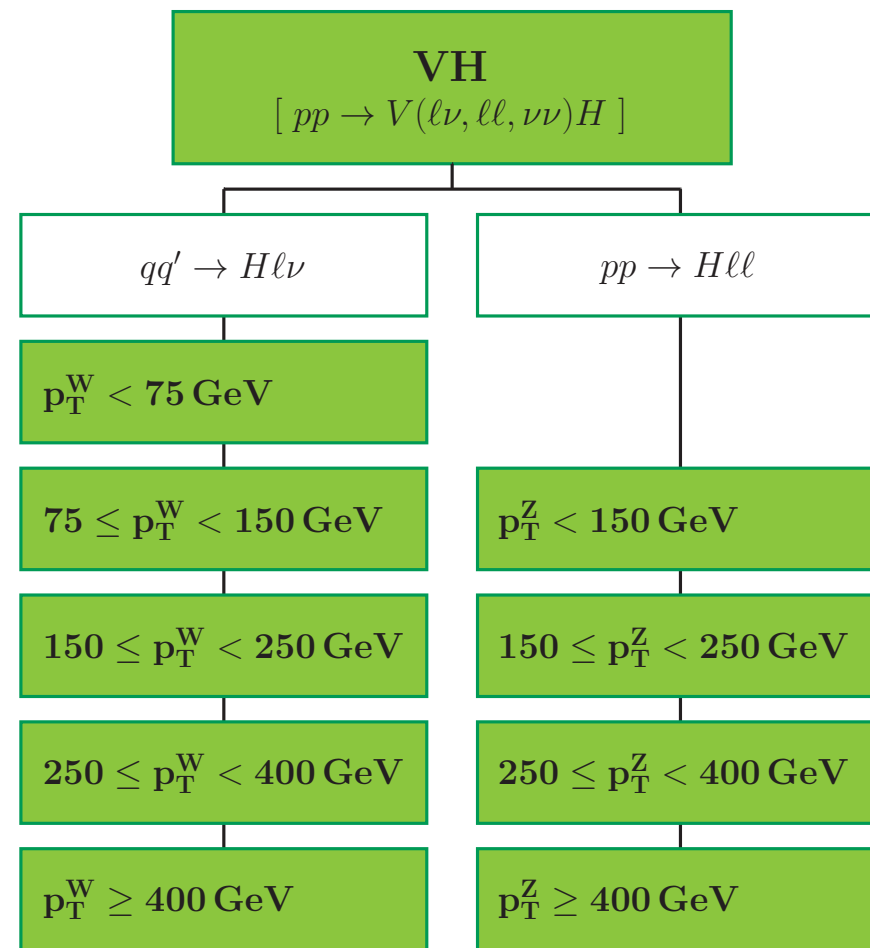 VH
[ pp → V(ℓν, ℓℓ, νν)H ]
qq′ → Hℓν
pp → Hℓℓ
p_T^W < 75 GeV
75 ≤ p_T^W < 150 GeV
p_T^Z < 150 GeV
150 ≤ p_T^W < 250 GeV
150 ≤ p_T^Z < 250 GeV
250 ≤ p_T^W < 400 GeV
250 ≤ p_T^Z < 400 GeV
p_T^W ≥ 400 GeV
p_T^Z ≥ 400 GeV